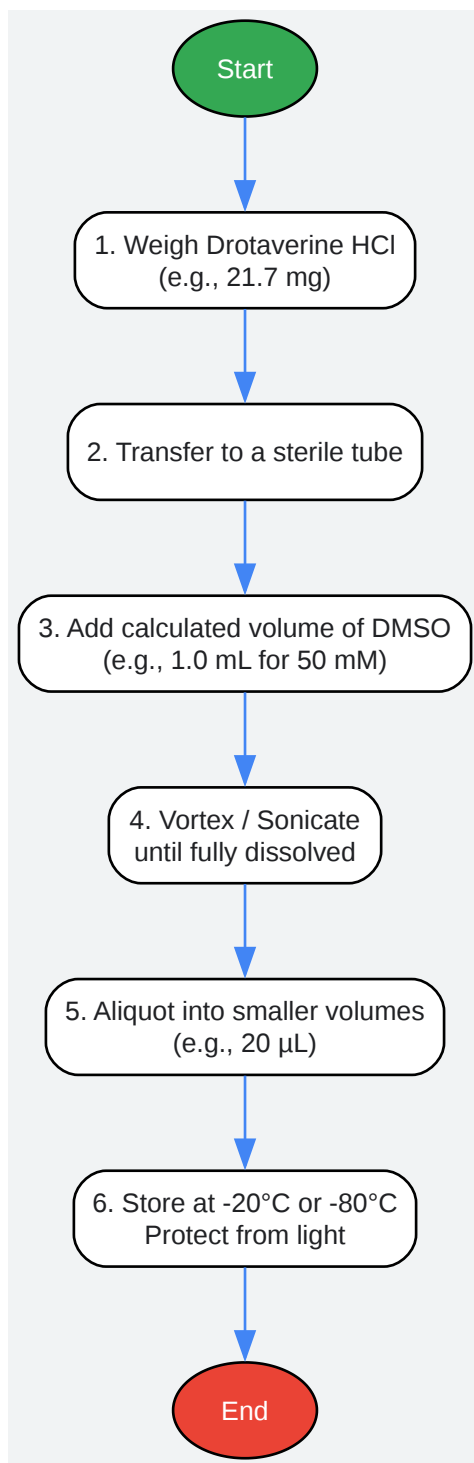 Start
1. Weigh Drotaverine HCl
(e.g., 21.7 mg)
2. Transfer to a sterile tube
3. Add calculated volume of DMSO
(e.g., 1.0 mL for 50 mM)
4. Vortex / Sonicate
until fully dissolved
5. Aliquot into smaller volumes
(e.g., 20 µL)
6. Store at -20°C or -80°C
Protect from light
End